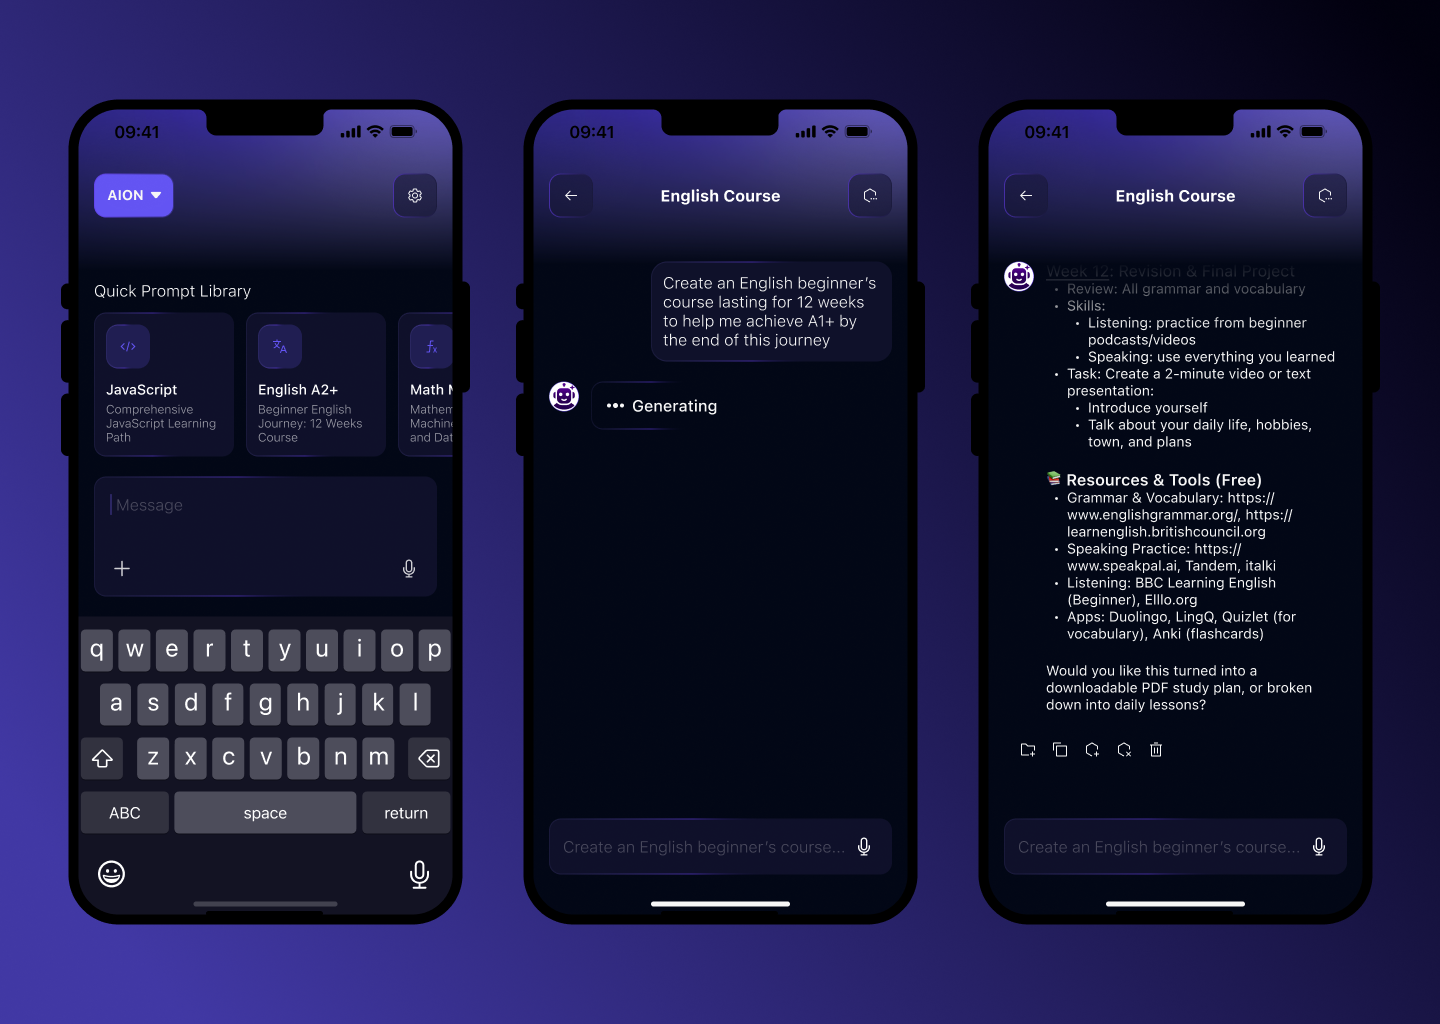 09:41
AION
Quick Prompt Library
JavaScript
Comprehensive
JavaScript Learning
Path
English A2+
Beginner English
Journey: 12 Weeks
Course
Math
Mathem
Machin
and Dat
Message
q w e r t y u i o p
a s d f g h j k l
z x c v b n m
ABC space return
09:41
English Course
Create an English beginner's
course lasting for 12 weeks
to help me achieve A1+ by
the end of this journey
••• Generating
Create an English beginner's course...
09:41
English Course
Week 12: Revision & Final Project
• Review: All grammar and vocabulary
• Skills:
• Listening: practice from beginner
podcasts/videos
• Speaking: use everything you learned
• Task: Create a 2-minute video or text
presentation:
• Introduce yourself
• Talk about your daily life, hobbies,
town, and plans
📚 Resources & Tools (Free)
• Grammar & Vocabulary: https://
www.englishgrammar.org/, https://
learnenglish.britishcouncil.org
• Speaking Practice: https://
www.speakpal.ai, Tandem, italki
• Listening: BBC Learning English
(Beginner), Elllo.org
• Apps: Duolingo, LingQ, Quizlet (for
vocabulary), Anki (flashcards)
Would you like this turned into a
downloadable PDF study plan, or broken
down into daily lessons?
Create an English beginner's course...